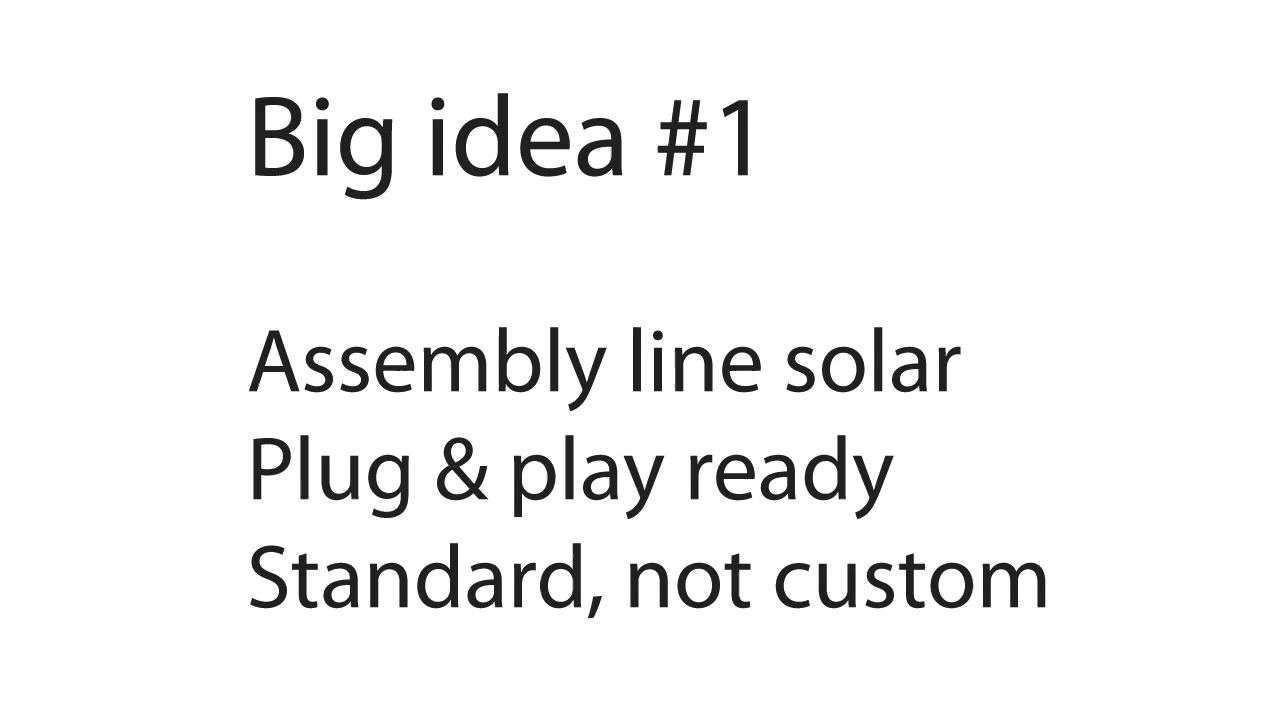 Big idea #1
Assembly line solar
Plug & play ready
Standard, not custom